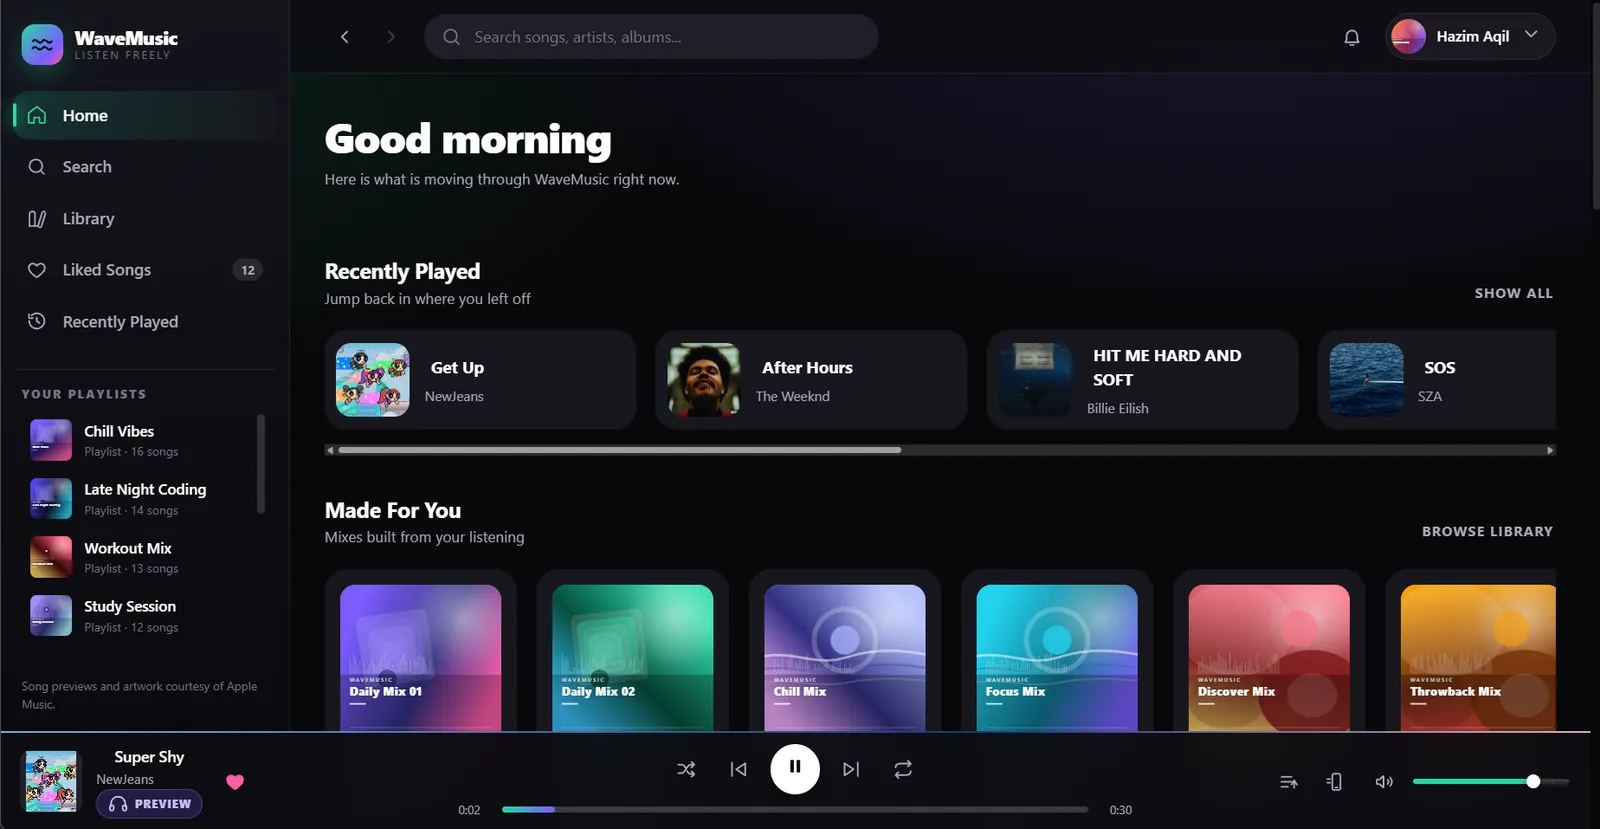 WaveMusic
LISTEN FREELY
Search songs, artists, albums...
Hazim Aqil
Home
Search
Library
Liked Songs
12
Recently Played
YOUR PLAYLISTS
Chill Vibes
Playlist · 16 songs
Late Night Coding
Playlist · 14 songs
Workout Mix
Playlist · 13 songs
Study Session
Playlist · 12 songs
Song previews and artwork courtesy of Apple
Music.
Good morning
Here is what is moving through WaveMusic right now.
Recently Played
Jump back in where you left off
SHOW ALL
Get Up
NewJeans
After Hours
The Weeknd
HIT ME HARD AND
SOFT
Billie Eilish
SOS
SZA
Made For You
Mixes built from your listening
BROWSE LIBRARY
WAVEMUSIC
Daily Mix 01
WAVEMUSIC
Daily Mix 02
WAVEMUSIC
Chill Mix
WAVEMUSIC
Focus Mix
WAVEMUSIC
Discover Mix
WAVEMUSIC
Throwback Mix
Super Shy
NewJeans
PREVIEW
0:02
0:30